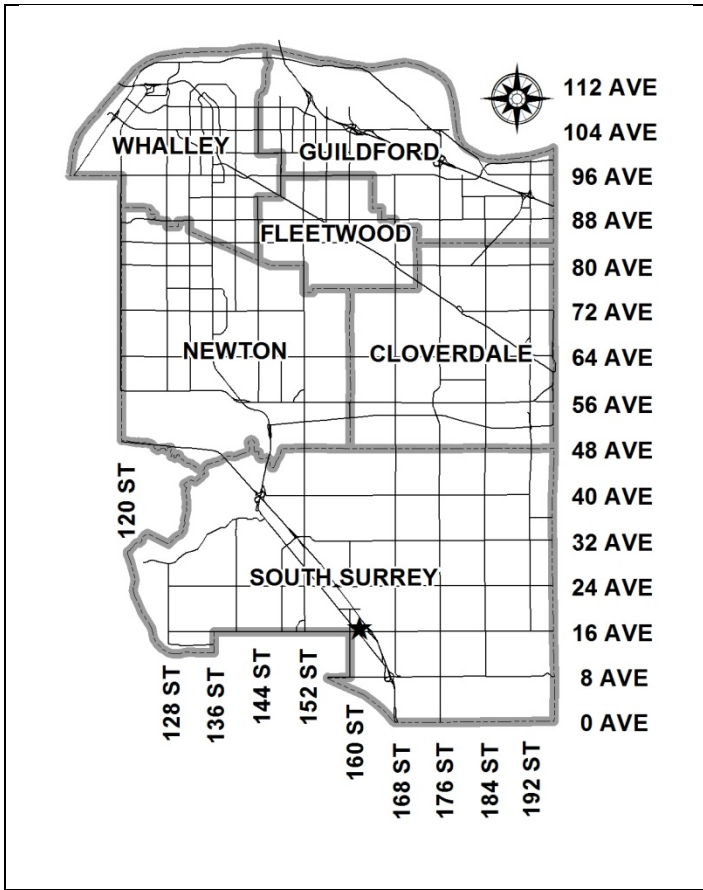 112 AVE
104 AVE
WHALLEY
GUILDFORD
96 AVE
88 AVE
FLEETWOOD
80 AVE
72 AVE
NEWTON
CLOVERDALE
64 AVE
56 AVE
48 AVE
120 ST
40 AVE
32 AVE
SOUTH SURREY
24 AVE
16 AVE
128 ST
136 ST
144 ST
152 ST
160 ST
8 AVE
0 AVE
168 ST
176 ST
184 ST
192 ST